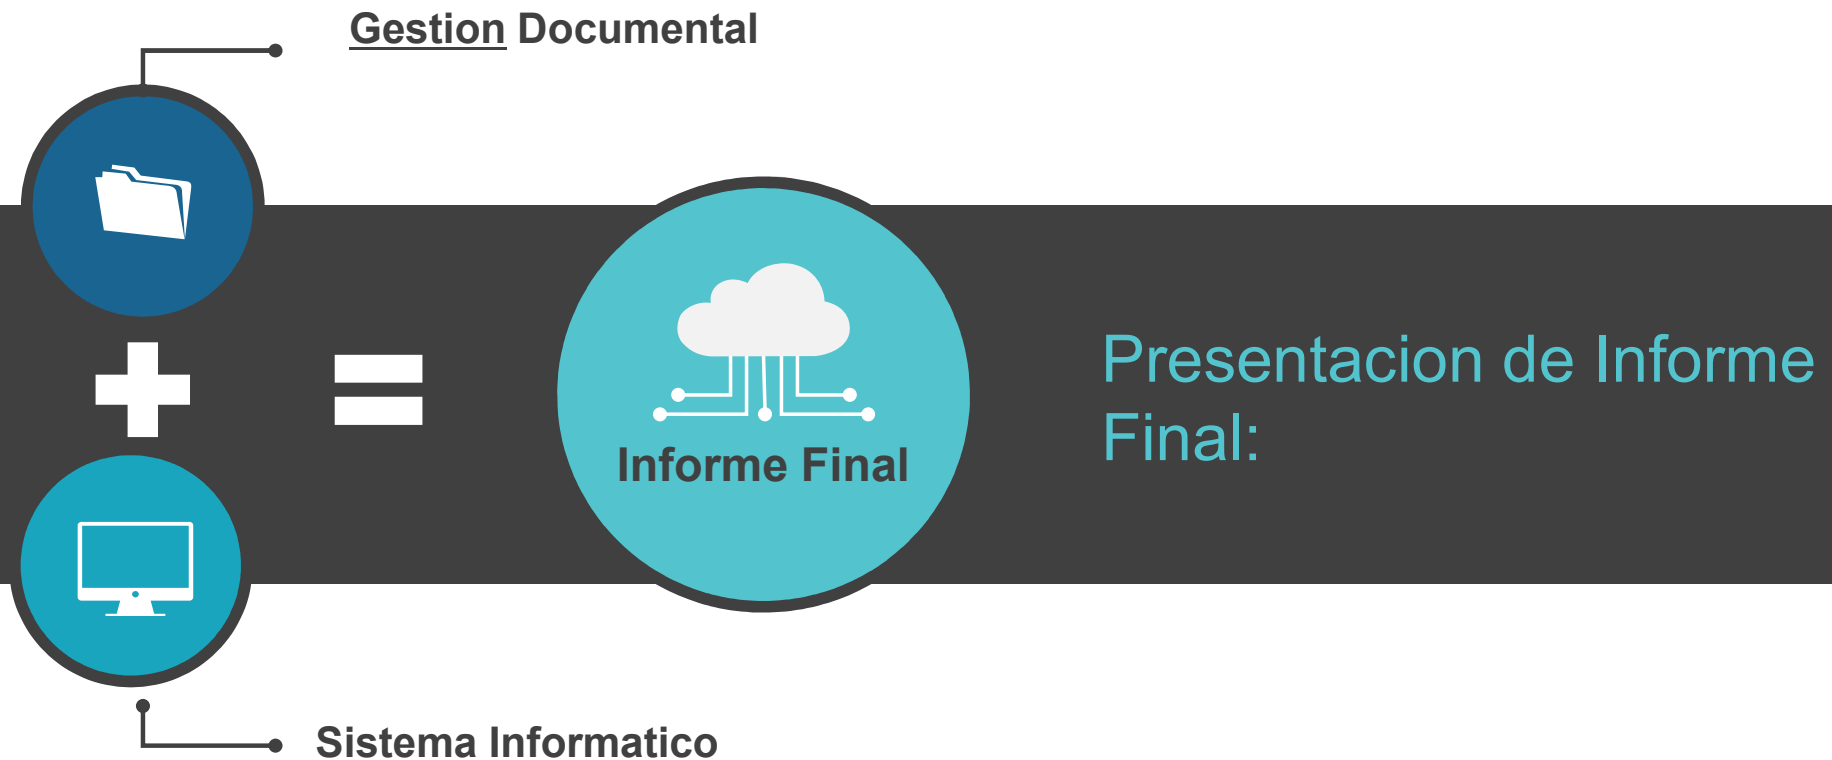 Gestion Documental
Informe Final
Presentacion de Informe
Final:
Sistema Informatico